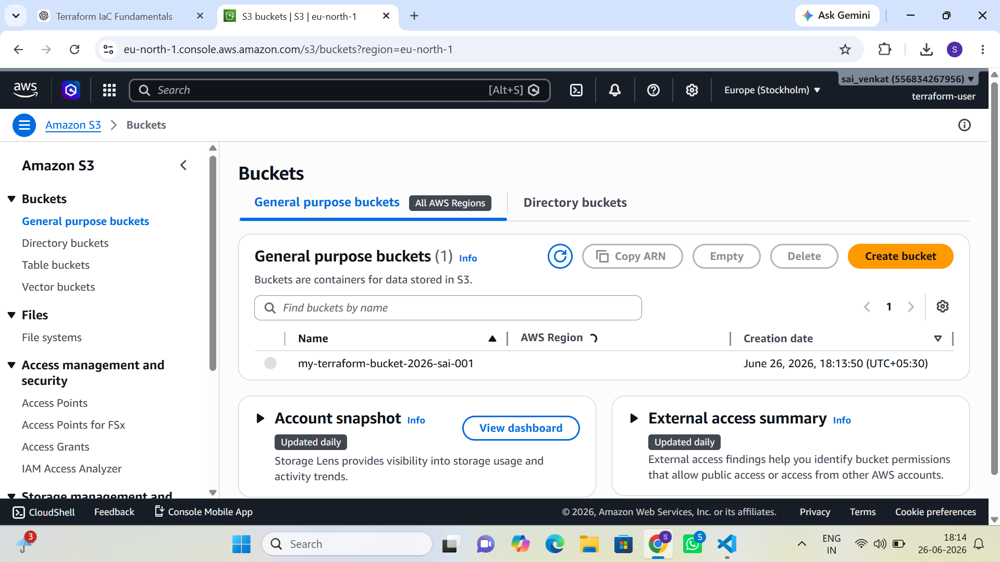 Terraform IaC Fundamentals
S3 buckets | S3 | eu-north-1
Ask Gemini
eu-north-1.console.aws.amazon.com/s3/buckets?region=eu-north-1
S
aws
Search
[Alt+S]
Europe (Stockholm)
sai_venkat (556834267956)
terraform-user
Amazon S3
Buckets
Amazon S3
Buckets
General purpose buckets
Directory buckets
Table buckets
Vector buckets
Files
File systems
Access management and
security
Access Points
Access Points for FSx
Access Grants
IAM Access Analyzer
Storage management and
Buckets
General purpose buckets
All AWS Regions
Directory buckets
General purpose buckets (1) Info
Copy ARN
Empty
Delete
Create bucket
Buckets are containers for data stored in S3.
Find buckets by name
1
Name
AWS Region
Creation date
my-terraform-bucket-2026-sai-001
June 26, 2026, 18:13:50 (UTC+05:30)
Account snapshot Info
Updated daily
View dashboard
Storage Lens provides visibility into storage usage and
activity trends.
External access summary Info
Updated daily
External access findings help you identify bucket permissions
that allow public access or access from other AWS accounts.
CloudShell
Feedback
Console Mobile App
© 2026, Amazon Web Services, Inc. or its affiliates.
Privacy
Terms
Cookie preferences
3
Search
S
5
ENG
IN
18:14
26-06-2026